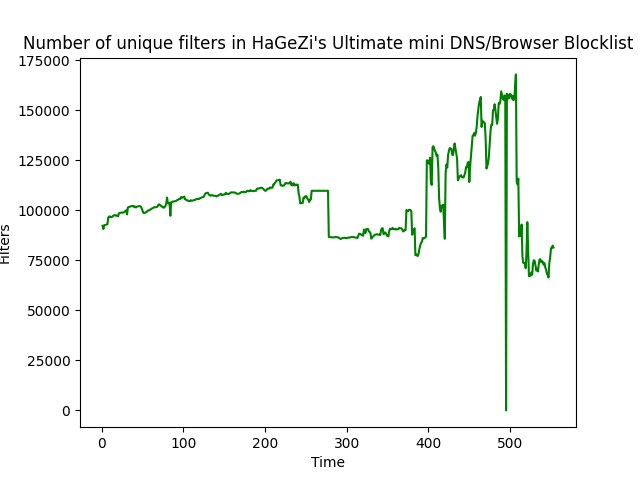 Number of unique filters in HaGeZi's Ultimate mini DNS/Browser Blocklist
175000
150000
125000
100000
75000
50000
25000
0
Filters
0 100 200 300 400 500
Time